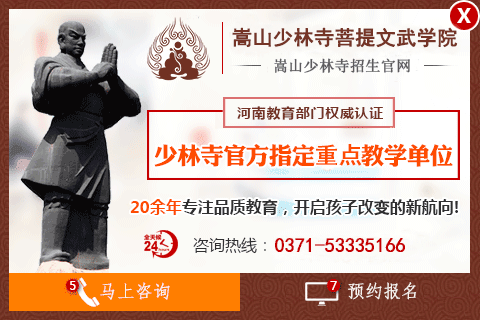 X
嵩山少林寺菩提文武学院
嵩山少林寺招生官网
河南教育部门权威认证
少林寺官方指定重点教学单位
20余年专注品质教育，开启孩子改变的新航向!
全天候
24
咨询热线：0371-53335166
5
马上咨询
7
预约报名